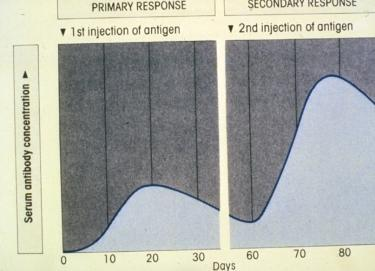 PRIMARY RESPONSE
SECONDARY RESPONSE
▼ 1st injection of antigen
▼ 2nd injection of antigen
Serum antibody concentration ▲
0 10 20 30 60 70 80
Days